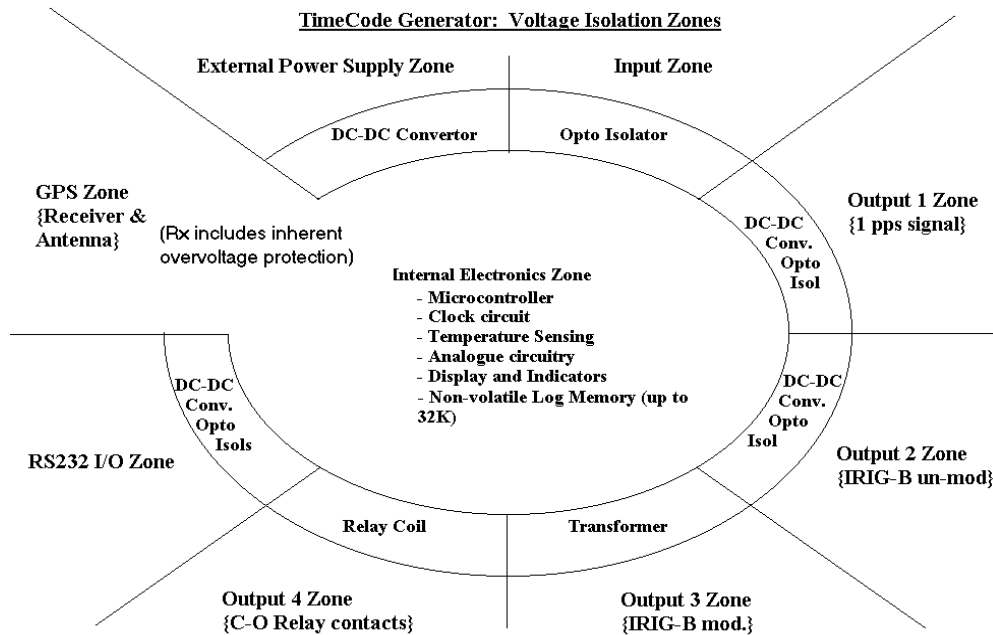 TimeCode Generator:  Voltage Isolation Zones
External Power Supply Zone
Input Zone
DC-DC Convertor
Opto Isolator
GPS Zone
{Receiver &
Antenna}
(Rx includes inherent
overvoltage protection)
Output 1 Zone
{1 pps signal}
DC-DC
Conv.
Opto
Isol
Internal Electronics Zone
- Microcontroller
- Clock circuit
- Temperature Sensing
- Analogue circuitry
- Display and Indicators
- Non-volatile Log Memory (up to
32K)
DC-DC
Conv.
Opto
Isols
DC-DC
Conv.
Opto
Isol
RS232 I/O Zone
Output 2 Zone
{IRIG-B un-mod}
Relay Coil
Transformer
Output 4 Zone
{C-O Relay contacts}
Output 3 Zone
{IRIG-B mod.}